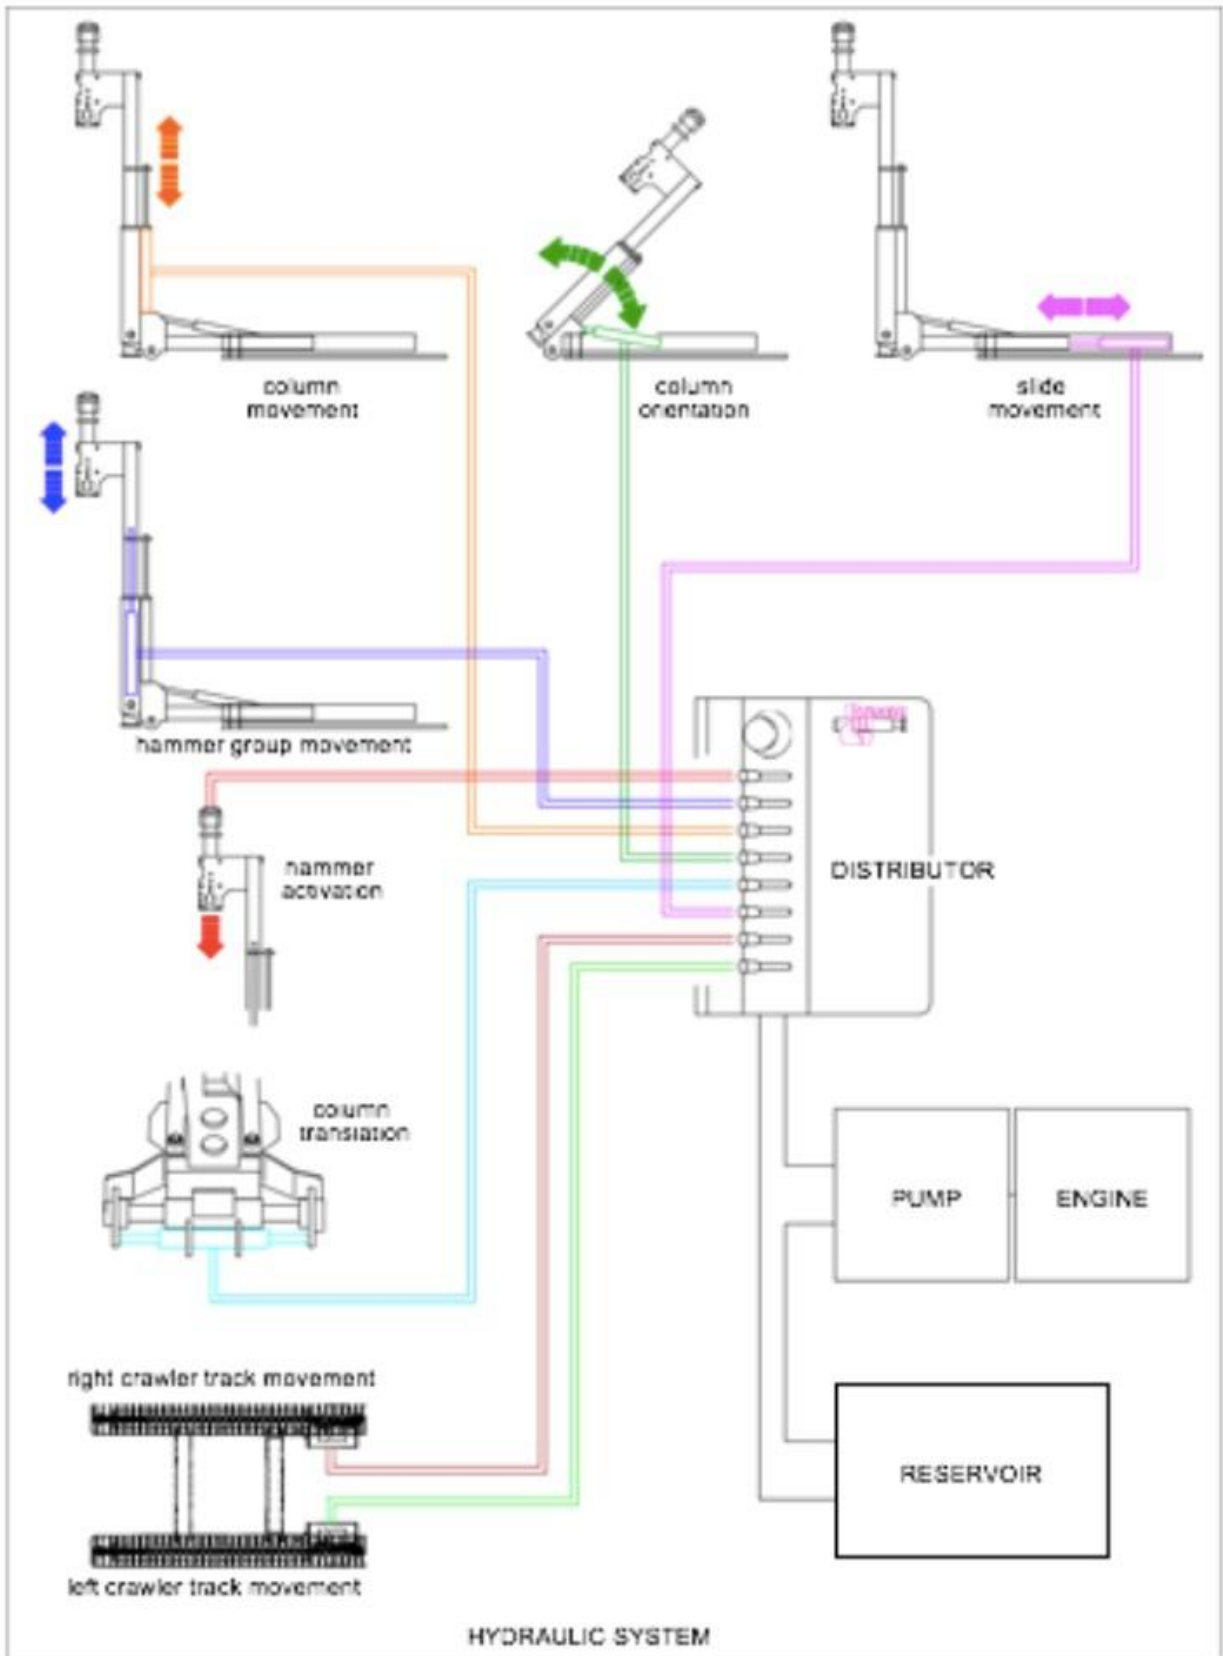 column
movement
column
orientation
slide
movement
hammer group movement
hammer
activation
DISTRIBUTOR
column
translation
PUMP
ENGINE
right crawler track movement
RESERVOIR
left crawler track movement
HYDRAULIC SYSTEM